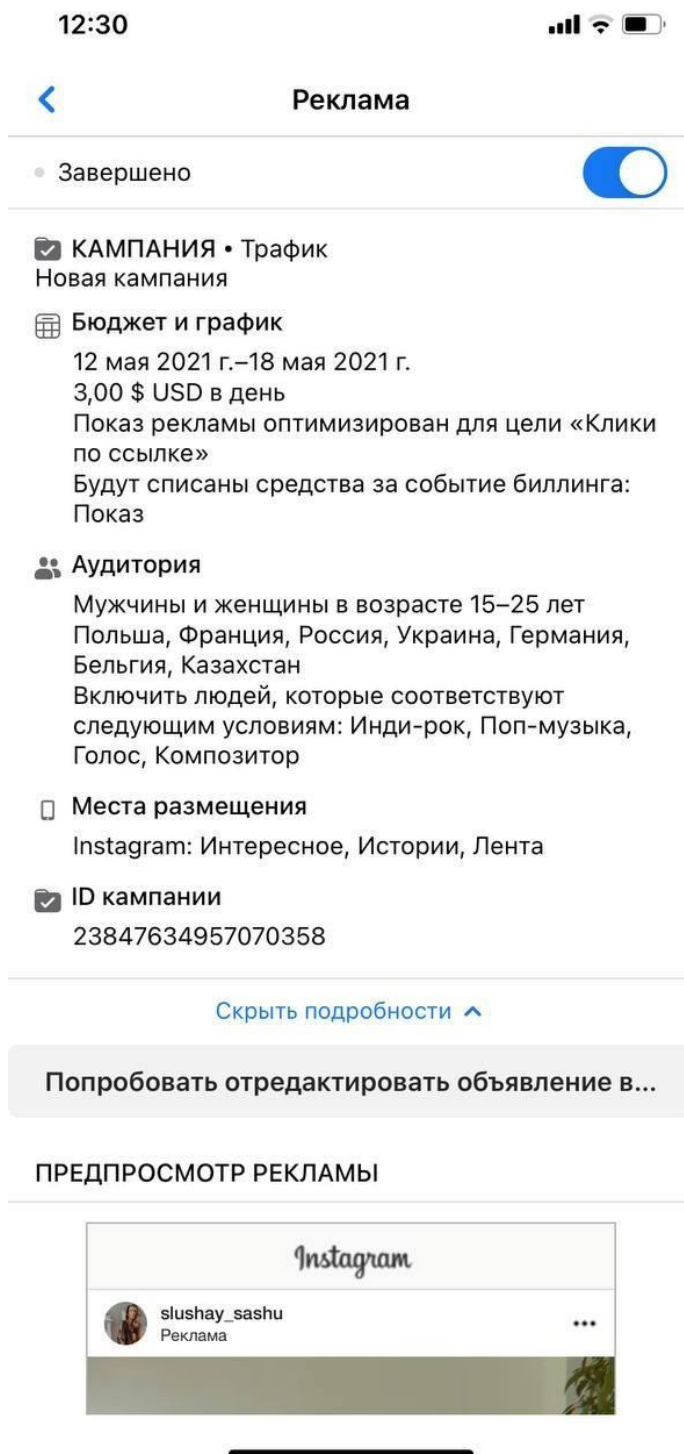 12:30
Реклама
Завершено
КАМПАНИЯ • Трафик
Новая кампания
Бюджет и график
12 мая 2021 г.–18 мая 2021 г.
3,00 $ USD в день
Показ рекламы оптимизирован для цели «Клики
по ссылке»
Будут списаны средства за событие биллинга:
Показ
Аудитория
Мужчины и женщины в возрасте 15–25 лет
Польша, Франция, Россия, Украина, Германия,
Бельгия, Казахстан
Включить людей, которые соответствуют
следующим условиям: Инди-рок, Поп-музыка,
Голос, Композитор
Места размещения
Instagram: Интересное, Истории, Лента
ID кампании
23847634957070358
Скрыть подробности
Попробовать отредактировать объявление в...
ПРЕДПРОСМОТР РЕКЛАМЫ
Instagram
slushay_sashu
Реклама